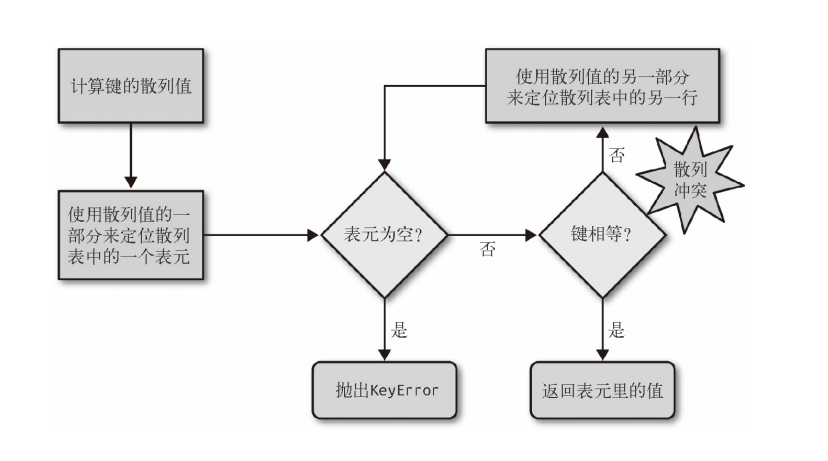 计算键的散列值
使用散列值的一
部分来定位散列
表中的一个表元
表元为空?
是
抛出KeyError
否
键相等?
是
返回表元里的值
否
散列
冲突
使用散列值的另一部分
来定位散列表中的另一行